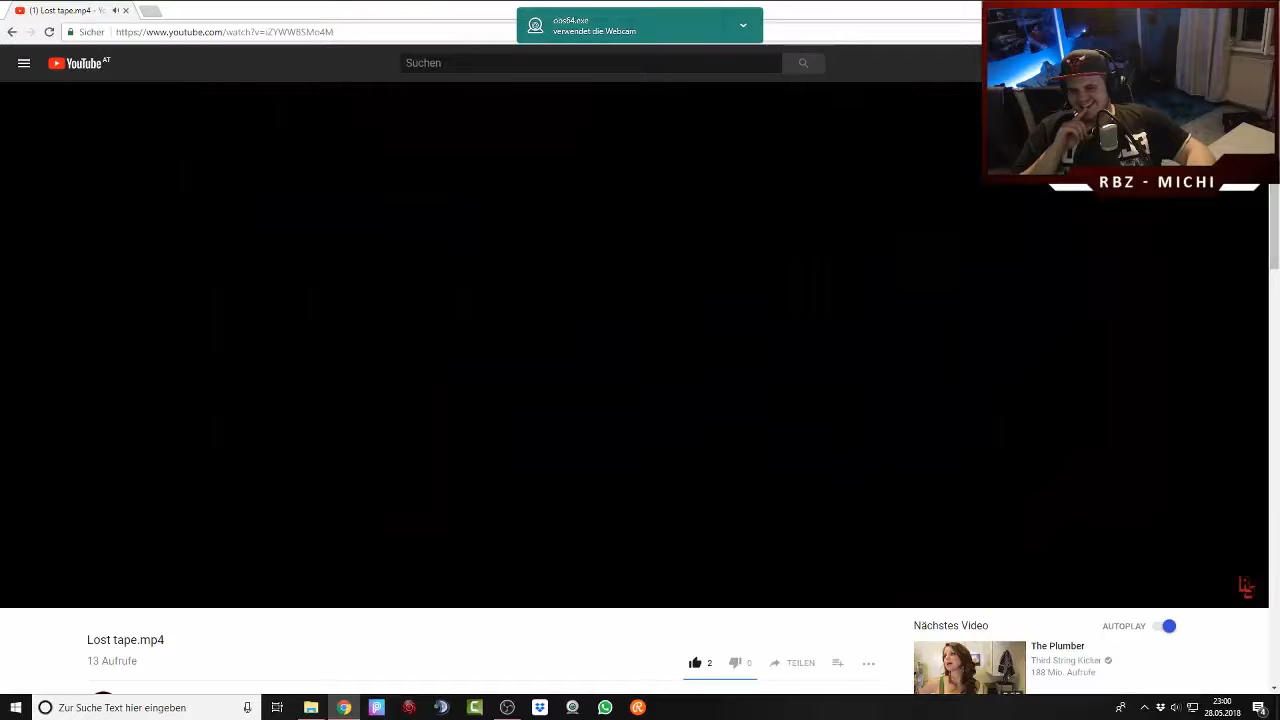 (1) Lost tape.mp4 - Yo
obs64.exe
verwendet die Webcam
Sicher
https://www.youtube.com/watch?v=iZYWWBSMo4M
YouTube AT
Suchen
RBZ - MICHI
Lost tape.mp4
13 Aufrufe
2
0
TEILEN
Nächstes Video
AUTOPLAY
The Plumber
Third String Kicker
188 Mio. Aufrufe
Zur Suche Text hier eingeben
23:00
28.05.2018